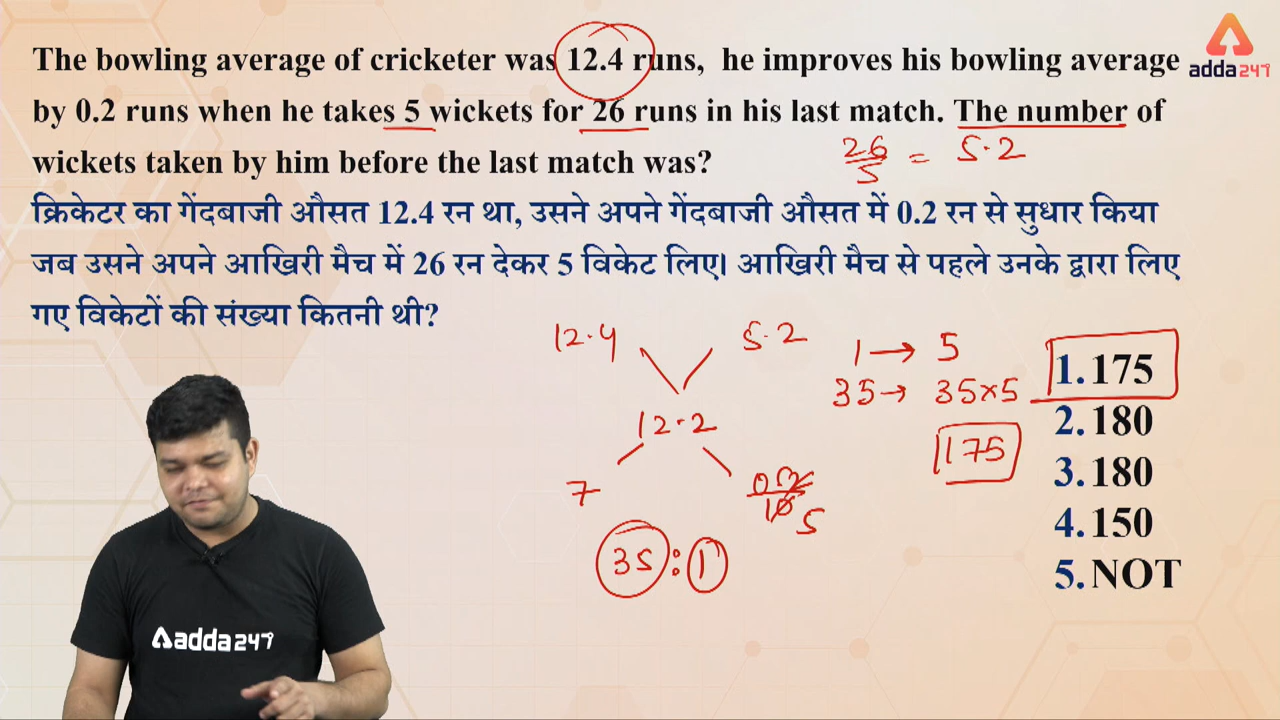 The bowling average of cricketer was 12.4 runs, he improves his bowling average
by 0.2 runs when he takes 5 wickets for 26 runs in his last match. The number of
wickets taken by him before the last match was?
26/5 = 5.2
क्रिकेटर का गेंदबाजी औसत 12.4 रन था, उसने अपने गेंदबाजी औसत में 0.2 रन से सुधार किया
जब उसने अपने आखिरी मैच में 26 रन देकर 5 विकेट लिए। आखिरी मैच से पहले उनके द्वारा लिए
गए विकेटों की संख्या कितनी थी?
12.4 5.2
12.2
7
5
35 : 1
1 → 5
35 → 35×5
175
1. 175
2. 180
3. 180
4. 150
5. NOT
adda247
adda247